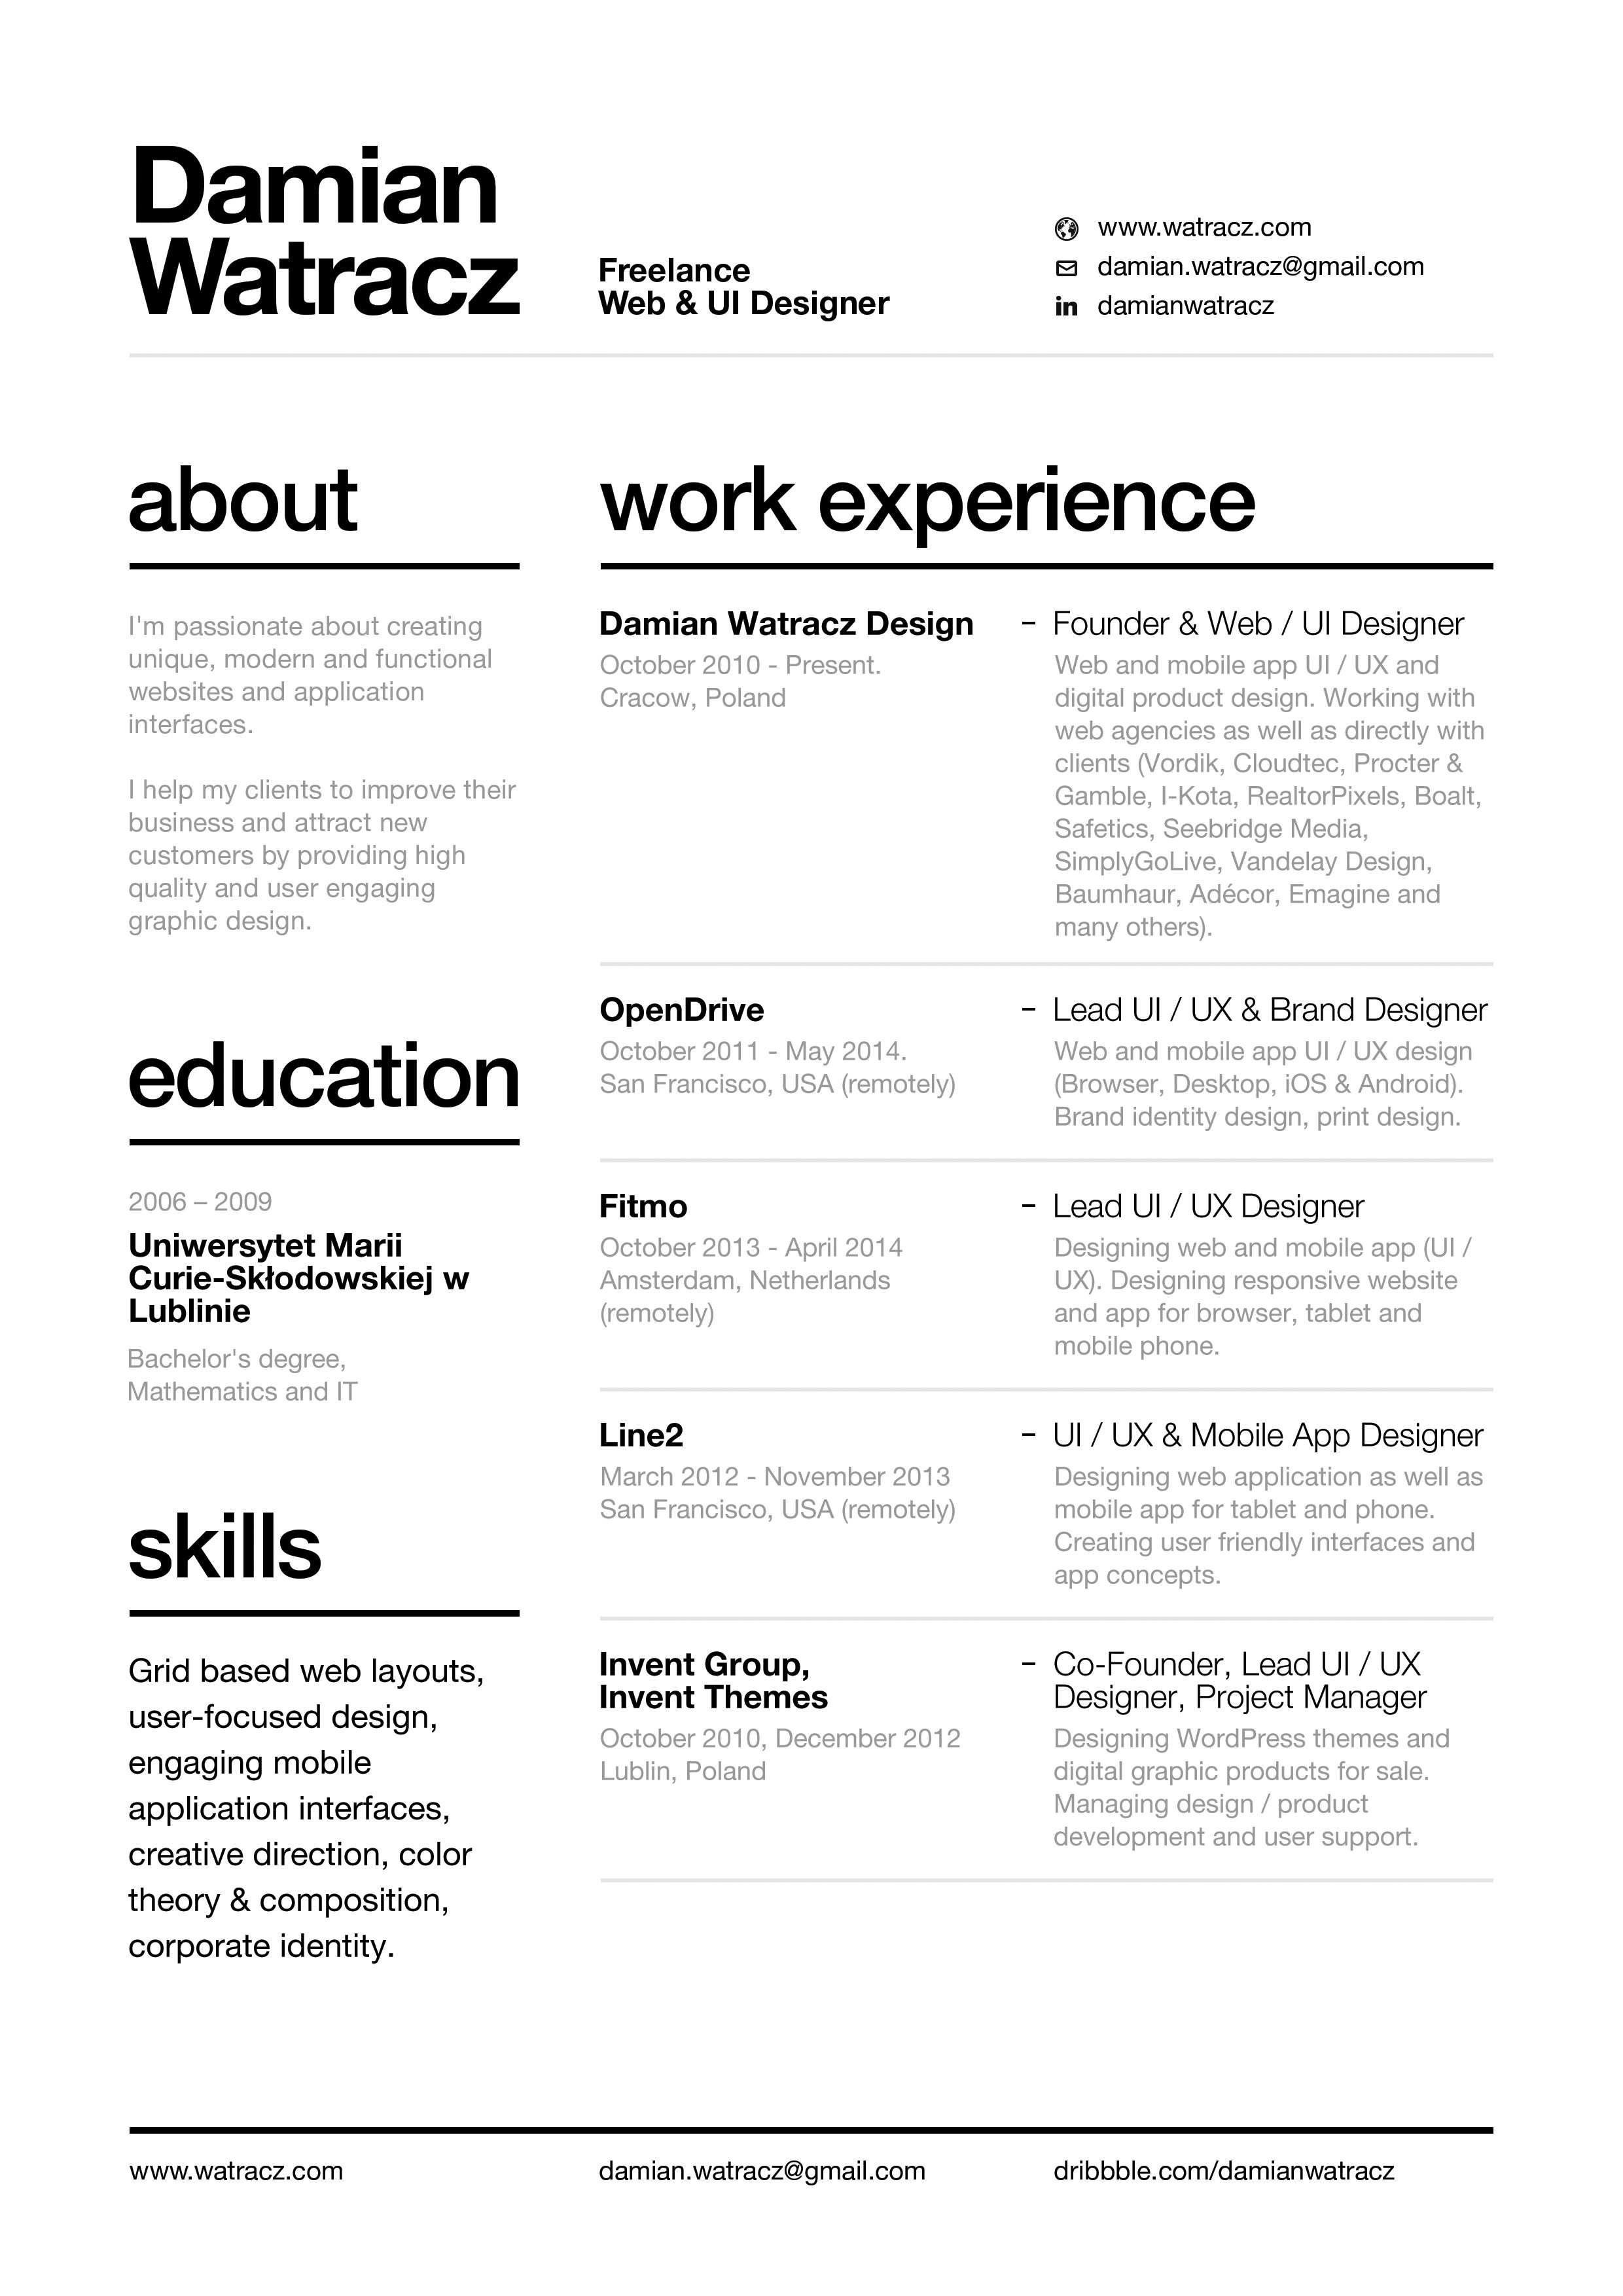 Damian
Watracz
Freelance
Web & UI Designer
www.watracz.com
damian.watracz@gmail.com
in damianwatracz
about
I'm passionate about creating
unique, modern and functional
websites and application
interfaces.
I help my clients to improve their
business and attract new
customers by providing high
quality and user engaging
graphic design.
education
2006 – 2009
Uniwersytet Marii
Curie-Skłodowskiej w
Lublinie
Bachelor's degree,
Mathematics and IT
skills
Grid based web layouts,
user-focused design,
engaging mobile
application interfaces,
creative direction, color
theory & composition,
corporate identity.
work experience
Damian Watracz Design
October 2010 - Present.
Cracow, Poland
– Founder & Web / UI Designer
Web and mobile app UI / UX and
digital product design. Working with
web agencies as well as directly with
clients (Vordik, Cloudtec, Procter &
Gamble, I-Kota, RealtorPixels, Boalt,
Safetics, Seebridge Media,
SimplyGoLive, Vandelay Design,
Baumhaur, Adécor, Emagine and
many others).
OpenDrive
October 2011 - May 2014.
San Francisco, USA (remotely)
– Lead UI / UX & Brand Designer
Web and mobile app UI / UX design
(Browser, Desktop, iOS & Android).
Brand identity design, print design.
Fitmo
October 2013 - April 2014
Amsterdam, Netherlands
(remotely)
– Lead UI / UX Designer
Designing web and mobile app (UI /
UX). Designing responsive website
and app for browser, tablet and
mobile phone.
Line2
March 2012 - November 2013
San Francisco, USA (remotely)
– UI / UX & Mobile App Designer
Designing web application as well as
mobile app for tablet and phone.
Creating user friendly interfaces and
app concepts.
Invent Group,
Invent Themes
October 2010, December 2012
Lublin, Poland
– Co-Founder, Lead UI / UX
Designer, Project Manager
Designing WordPress themes and
digital graphic products for sale.
Managing design / product
development and user support.
www.watracz.com
damian.watracz@gmail.com
dribbble.com/damianwatracz